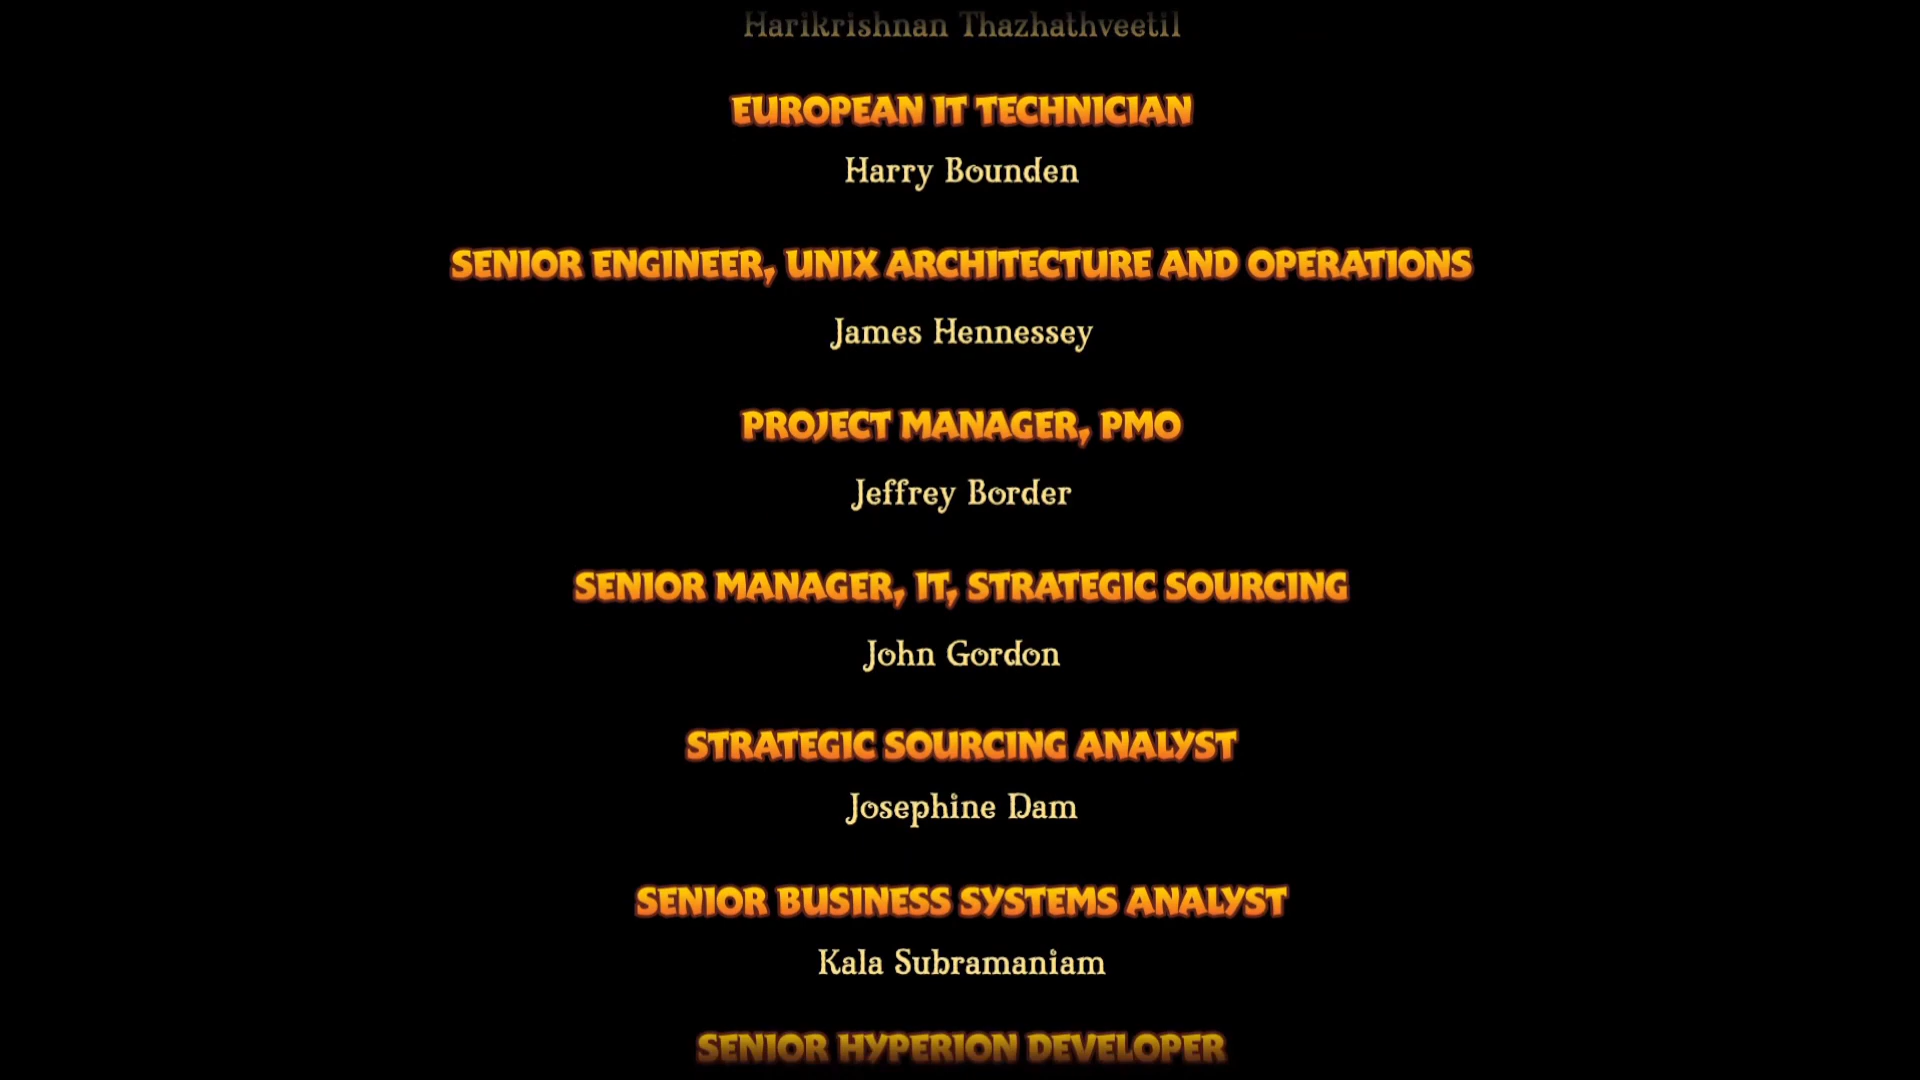 Harikrishnan Thazhathveetil
EUROPEAN IT TECHNICIAN
Harry Bounden
SENIOR ENGINEER, UNIX ARCHITECTURE AND OPERATIONS
James Hennessey
PROJECT MANAGER, PMO
Jeffrey Border
SENIOR MANAGER, IT, STRATEGIC SOURCING
John Gordon
STRATEGIC SOURCING ANALYST
Josephine Dam
SENIOR BUSINESS SYSTEMS ANALYST
Kala Subramaniam
SENIOR HYPERION DEVELOPER